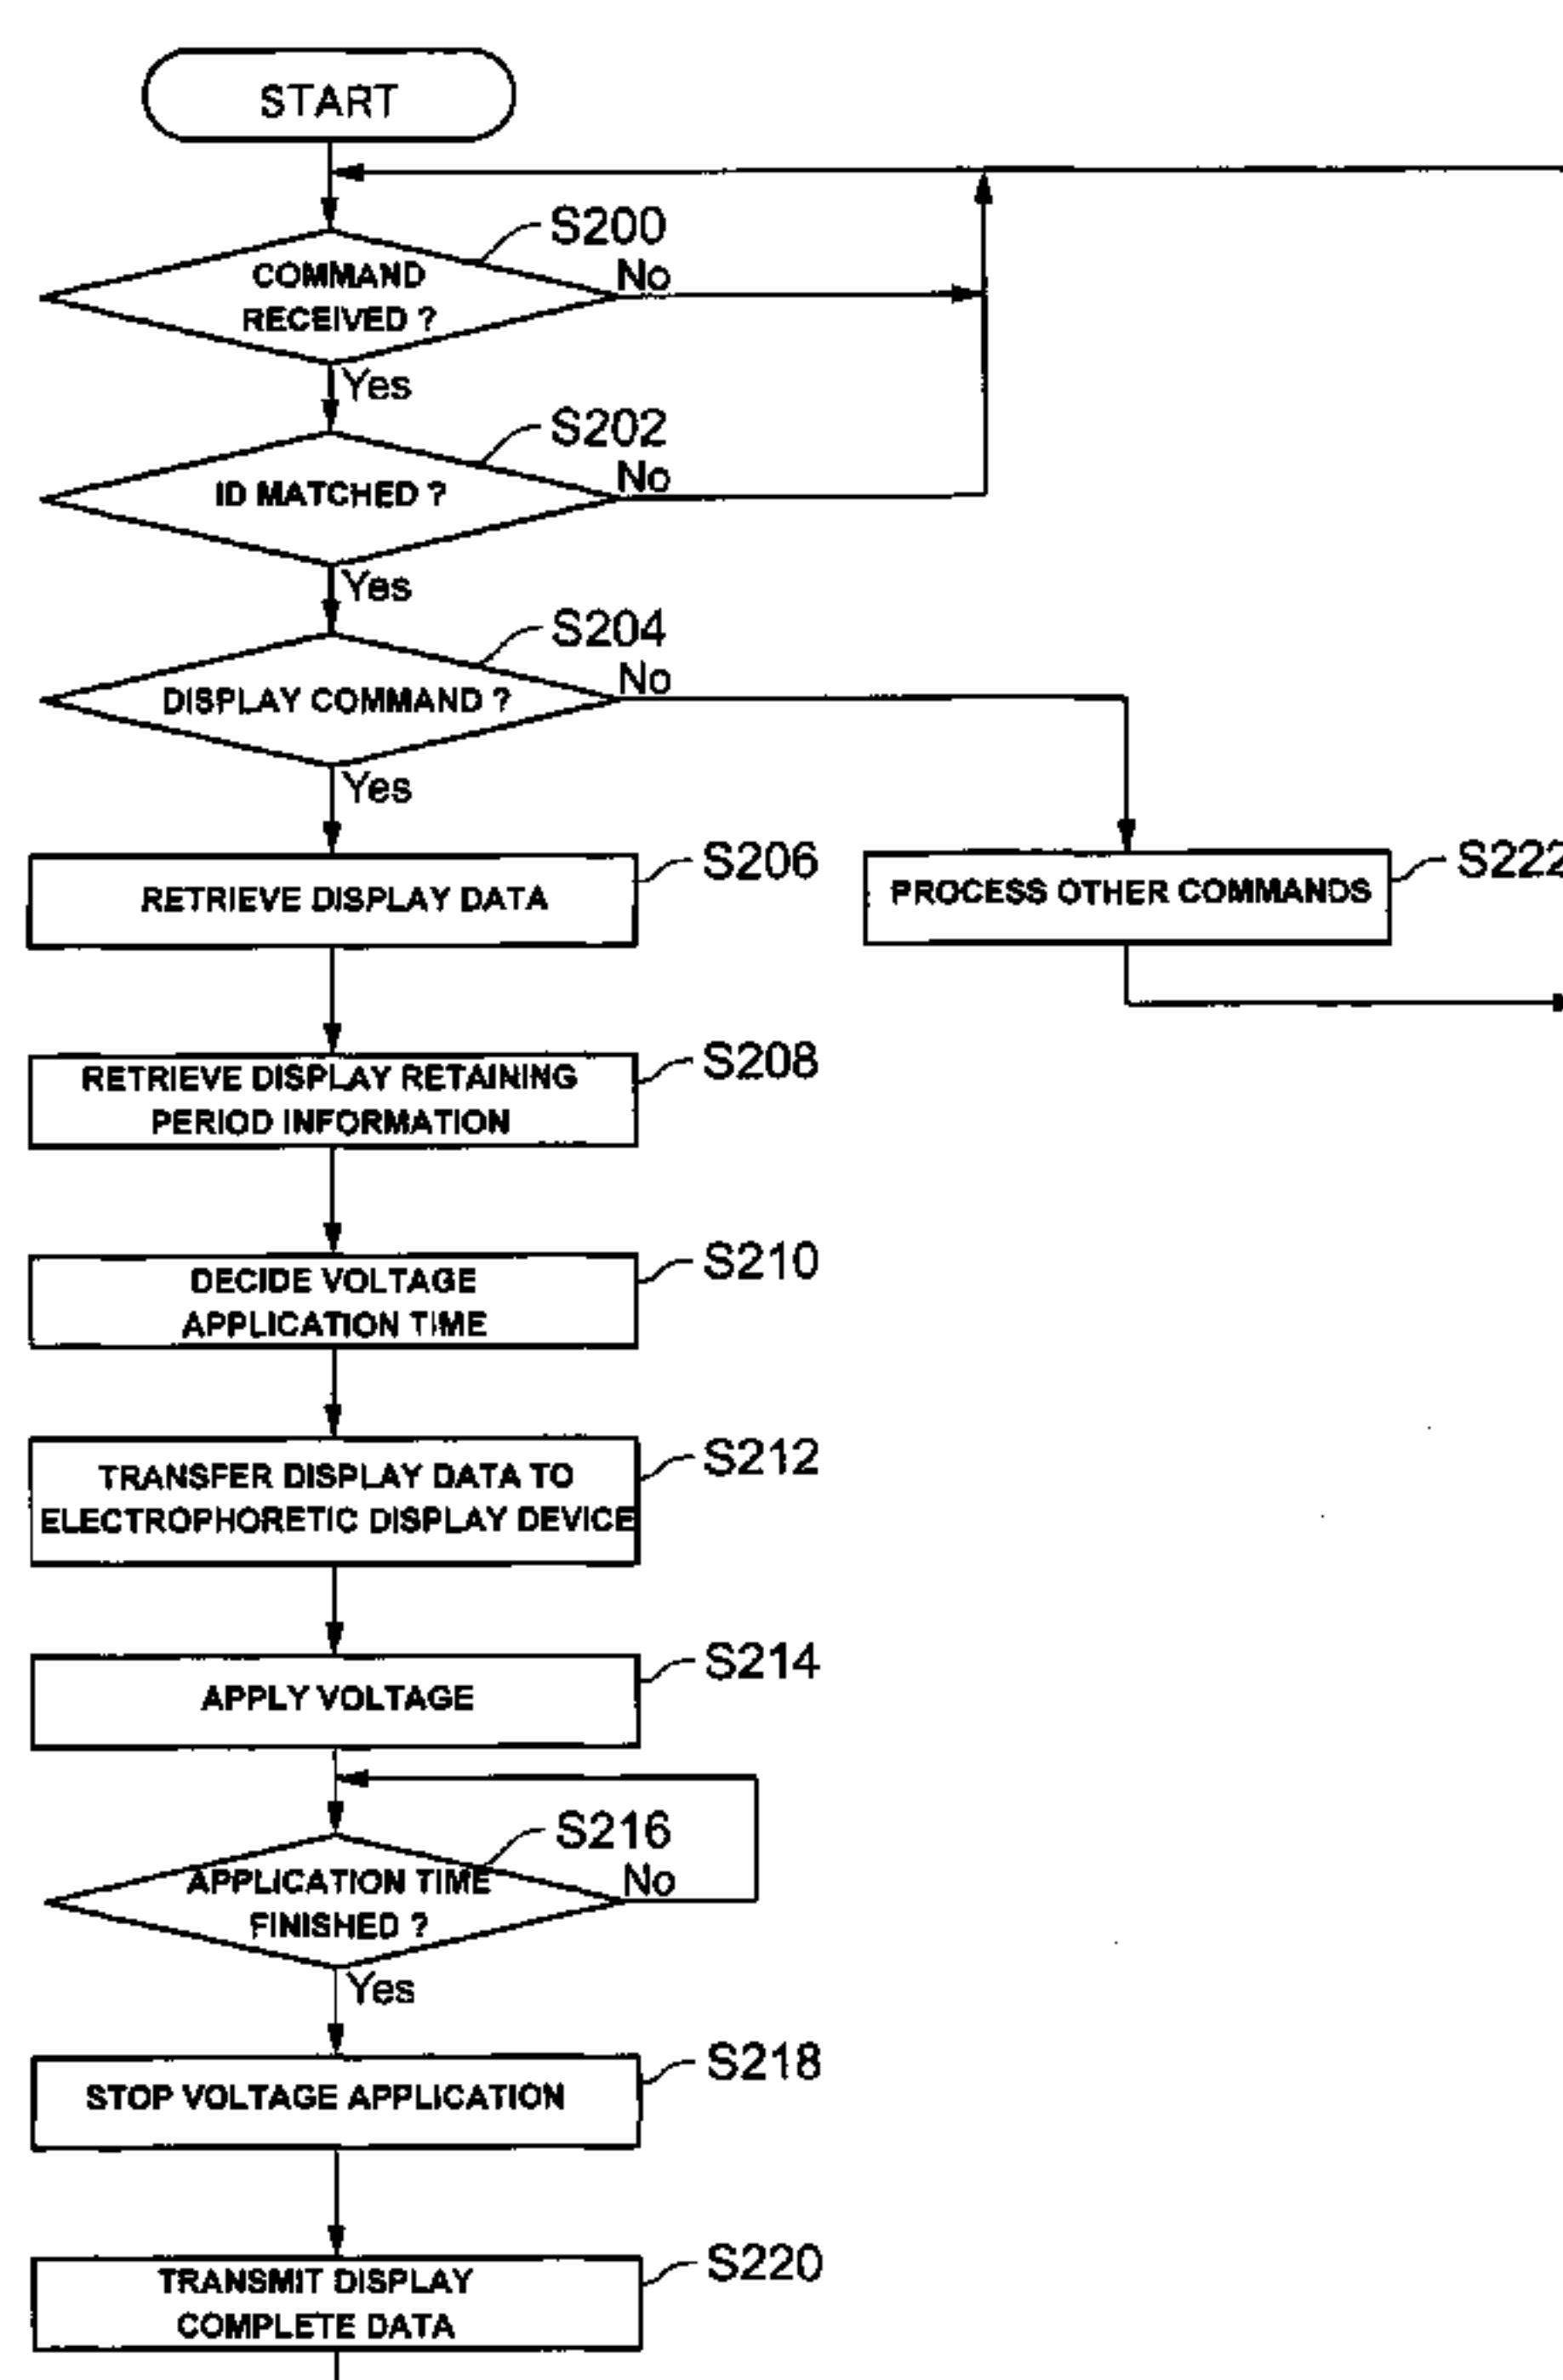 START
S200
COMMAND
RECEIVED ?
No
Yes
S202
ID MATCHED ?
No
Yes
S204
DISPLAY COMMAND ?
No
Yes
S206
RETRIEVE DISPLAY DATA
S222
PROCESS OTHER COMMANDS
S208
RETRIEVE DISPLAY RETAINING
PERIOD INFORMATION
S210
DECIDE VOLTAGE
APPLICATION TIME
S212
TRANSFER DISPLAY DATA TO
ELECTROPHORETIC DISPLAY DEVICE
S214
APPLY VOLTAGE
S216
APPLICATION TIME
FINISHED ?
No
Yes
S218
STOP VOLTAGE APPLICATION
S220
TRANSMIT DISPLAY
COMPLETE DATA